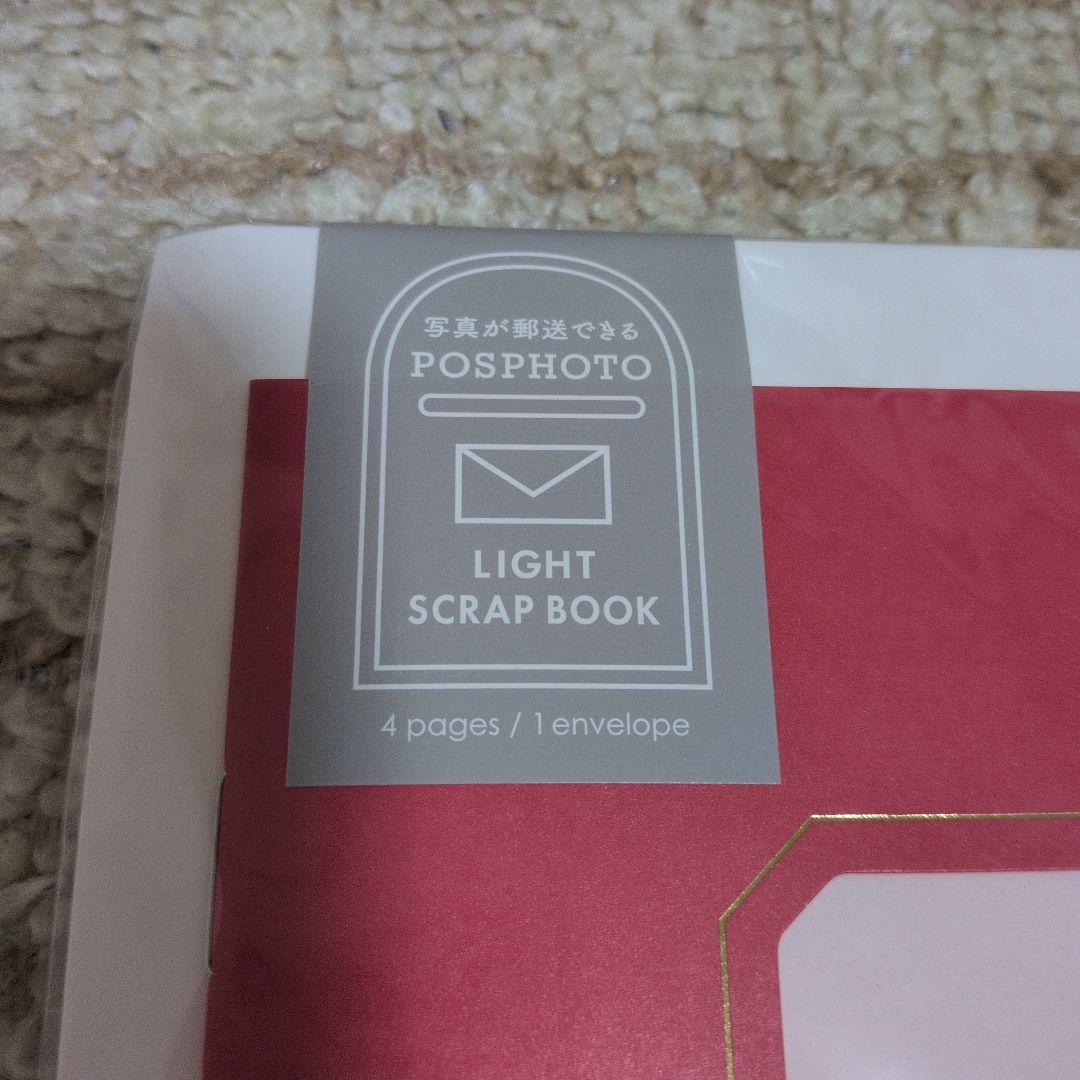 写真が郵送できる
POSPHOTO
LIGHT
SCRAP BOOK
4 pages / 1 envelope